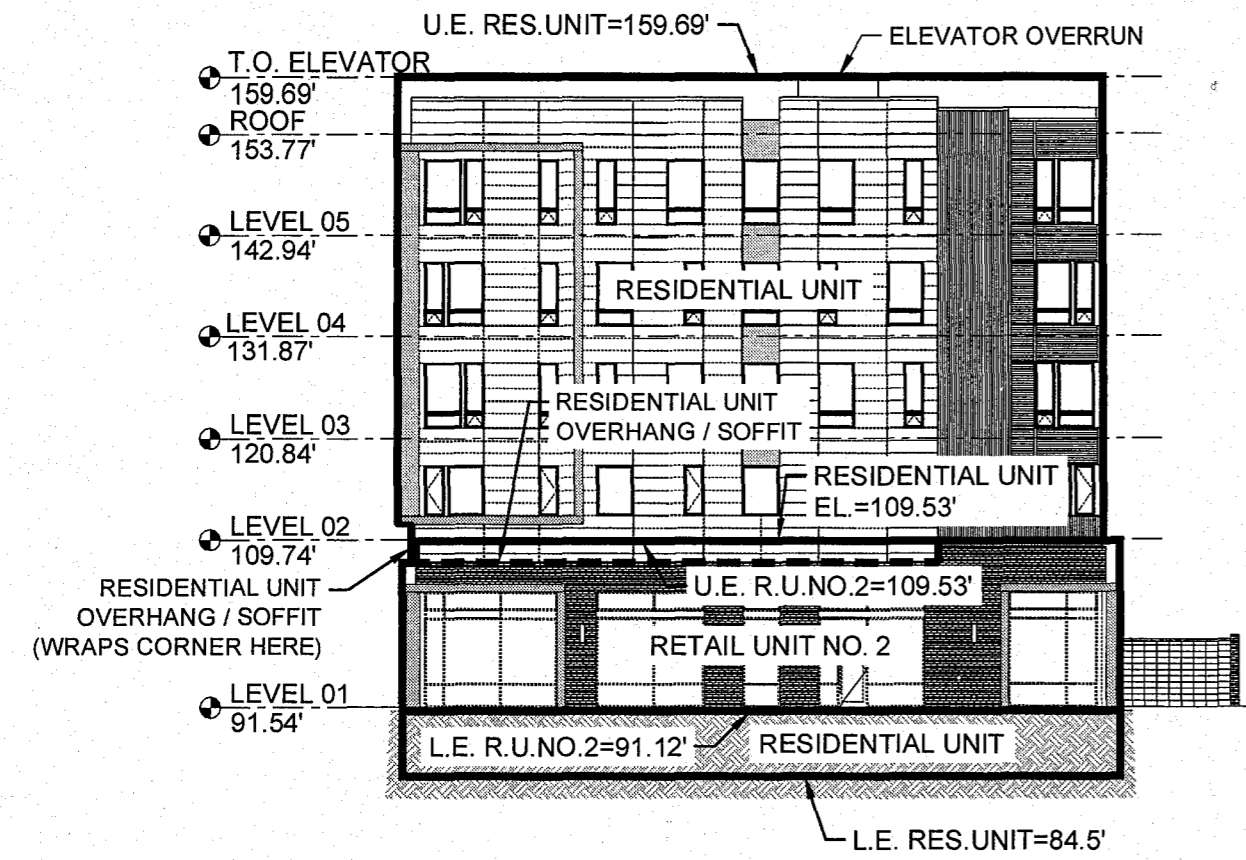 U.E. RES.UNIT=159.69'
ELEVATOR OVERRUN
T.O. ELEVATOR
159.69'
ROOF
153.77'
LEVEL 05
142.94'
RESIDENTIAL UNIT
LEVEL 04
131.87'
RESIDENTIAL UNIT
OVERHANG / SOFFIT
LEVEL 03
120.84'
RESIDENTIAL UNIT
EL.=109.53'
LEVEL 02
109.74'
RESIDENTIAL UNIT
OVERHANG / SOFFIT
(WRAPS CORNER HERE)
U.E. R.U.NO.2=109.53'
RETAIL UNIT NO. 2
LEVEL 01
91.54'
L.E. R.U.NO.2=91.12'
RESIDENTIAL UNIT
L.E. RES.UNIT=84.5'